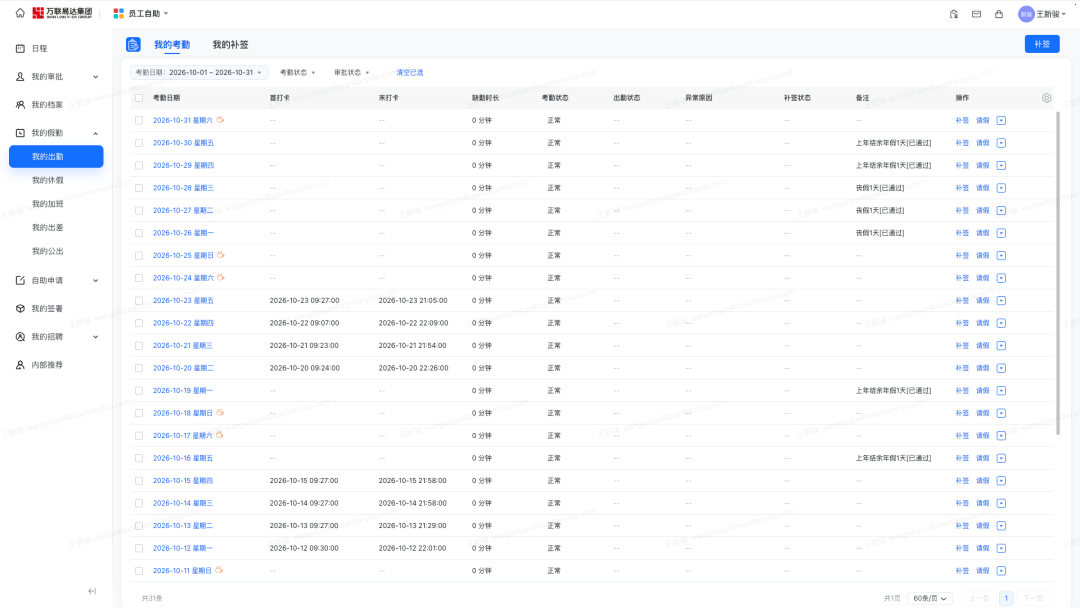 万联易达集团
WAN LIAN YI DA GROUP
员工自助
王新骏
日程
我的审批
我的档案
我的假勤
我的出勤
我的休假
我的加班
我的出差
我的公出
自助申请
我的签署
我的招聘
内部推荐
我的考勤 我的补签 补签
考勤日期: 2026-10-01 ~ 2026-10-31 考勤状态 审批状态 清空已选
考勤日期 首打卡 末打卡 缺勤时长 考勤状态 出勤状态 异常原因 补签状态 备注 操作
2026-10-31 星期六 -- -- 0 分钟 正常 -- -- -- -- 补签 请假
2026-10-30 星期五 -- -- 0 分钟 正常 -- -- -- 上年结余年假1天[已通过] 补签 请假
2026-10-29 星期四 -- -- 0 分钟 正常 -- -- -- 上年结余年假1天[已通过] 补签 请假
2026-10-28 星期三 -- -- 0 分钟 正常 -- -- -- 丧假1天[已通过] 补签 请假
2026-10-27 星期二 -- -- 0 分钟 正常 -- -- -- 丧假1天[已通过] 补签 请假
2026-10-26 星期一 -- -- 0 分钟 正常 -- -- -- 丧假1天[已通过] 补签 请假
2026-10-25 星期日 -- -- 0 分钟 正常 -- -- -- -- 补签 请假
2026-10-24 星期六 -- -- 0 分钟 正常 -- -- -- -- 补签 请假
2026-10-23 星期五 2026-10-23 09:27:00 2026-10-23 21:05:00 0 分钟 正常 -- -- -- -- 补签 请假
2026-10-22 星期四 2026-10-22 09:07:00 2026-10-22 22:09:00 0 分钟 正常 -- -- -- -- 补签 请假
2026-10-21 星期三 2026-10-21 09:23:00 2026-10-21 21:54:00 0 分钟 正常 -- -- -- -- 补签 请假
2026-10-20 星期二 2026-10-20 09:24:00 2026-10-20 22:26:00 0 分钟 正常 -- -- -- -- 补签 请假
2026-10-19 星期一 -- -- 0 分钟 正常 -- -- -- 上年结余年假1天[已通过] 补签 请假
2026-10-18 星期日 -- -- 0 分钟 正常 -- -- -- -- 补签 请假
2026-10-17 星期六 -- -- 0 分钟 正常 -- -- -- -- 补签 请假
2026-10-16 星期五 -- -- 0 分钟 正常 -- -- -- 上年结余年假1天[已通过] 补签 请假
2026-10-15 星期四 2026-10-15 09:27:00 2026-10-15 21:58:00 0 分钟 正常 -- -- -- -- 补签 请假
2026-10-14 星期三 2026-10-14 09:27:00 2026-10-14 21:58:00 0 分钟 正常 -- -- -- -- 补签 请假
2026-10-13 星期二 2026-10-13 09:27:00 2026-10-13 21:29:00 0 分钟 正常 -- -- -- -- 补签 请假
2026-10-12 星期一 2026-10-12 09:30:00 2026-10-12 22:01:00 0 分钟 正常 -- -- -- -- 补签 请假
2026-10-11 星期日 -- -- 0 分钟 正常 -- -- -- -- 补签 请假
共31条 共1页 60条/页 上一页 1 下一页